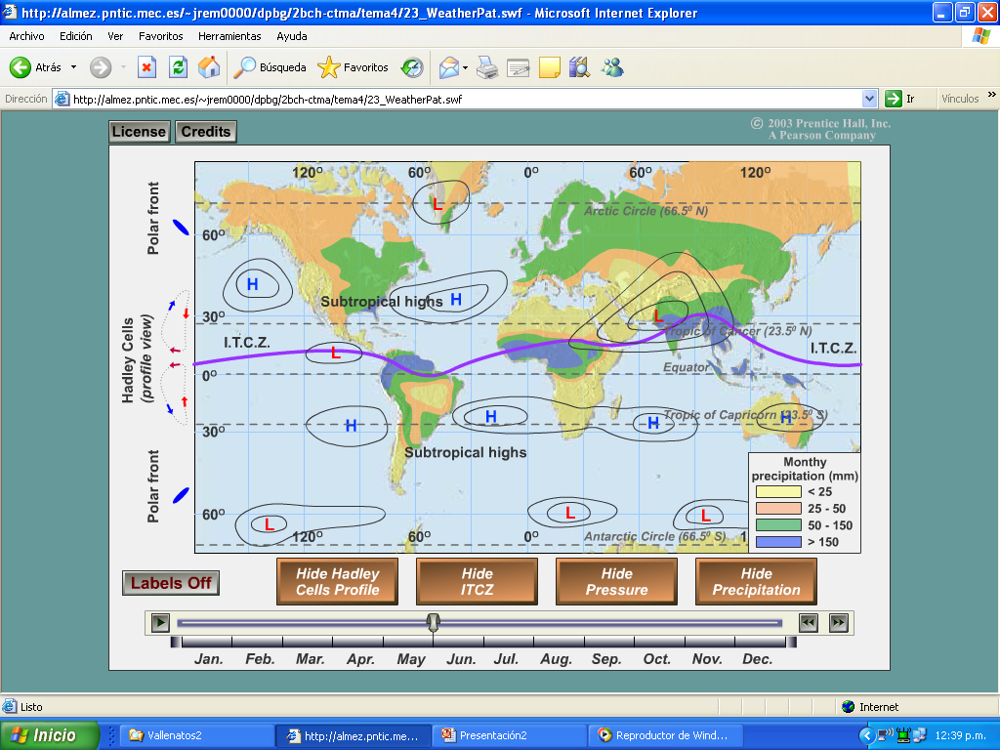 http://almez.pntic.mec.es/~jrem0000/dpbg/2bch-ctma/tema4/23_WeatherPat.swf - Microsoft Internet Explorer
Archivo Edición Ver Favoritos Herramientas Ayuda
Atrás Búsqueda Favoritos
Dirección http://almez.pntic.mec.es/~jrem0000/dpbg/2bch-ctma/tema4/23_WeatherPat.swf Ir Vínculos »
License Credits
© 2003 Prentice Hall, Inc.
A Pearson Company
120º 60º 0º 60º 120º
Polar front
L
Arctic Circle (66.5º N)
60º
H
Subtropical highs H
30º
L
Tropic of Cancer (23.5º N)
Hadley Cells
(profile view)
I.T.C.Z.
L
I.T.C.Z.
0º
Equator
H H H H
Tropic of Capricorn (23.5º S)
30º
Subtropical highs
Polar front
60º
L L L
120º 60º 0º
Antarctic Circle (66.5º S)
1
Monthy
precipitation (mm)
< 25
25 - 50
50 - 150
> 150
Labels Off
Hide Hadley
Cells Profile
Hide
ITCZ
Hide
Pressure
Hide
Precipitation
Jan. Feb. Mar. Apr. May Jun. Jul. Aug. Sep. Oct. Nov. Dec.
Listo Internet
Inicio Vallenatos2 http://almez.pntic.me... Presentación2 Reproductor de Wind... 12:39 p.m.